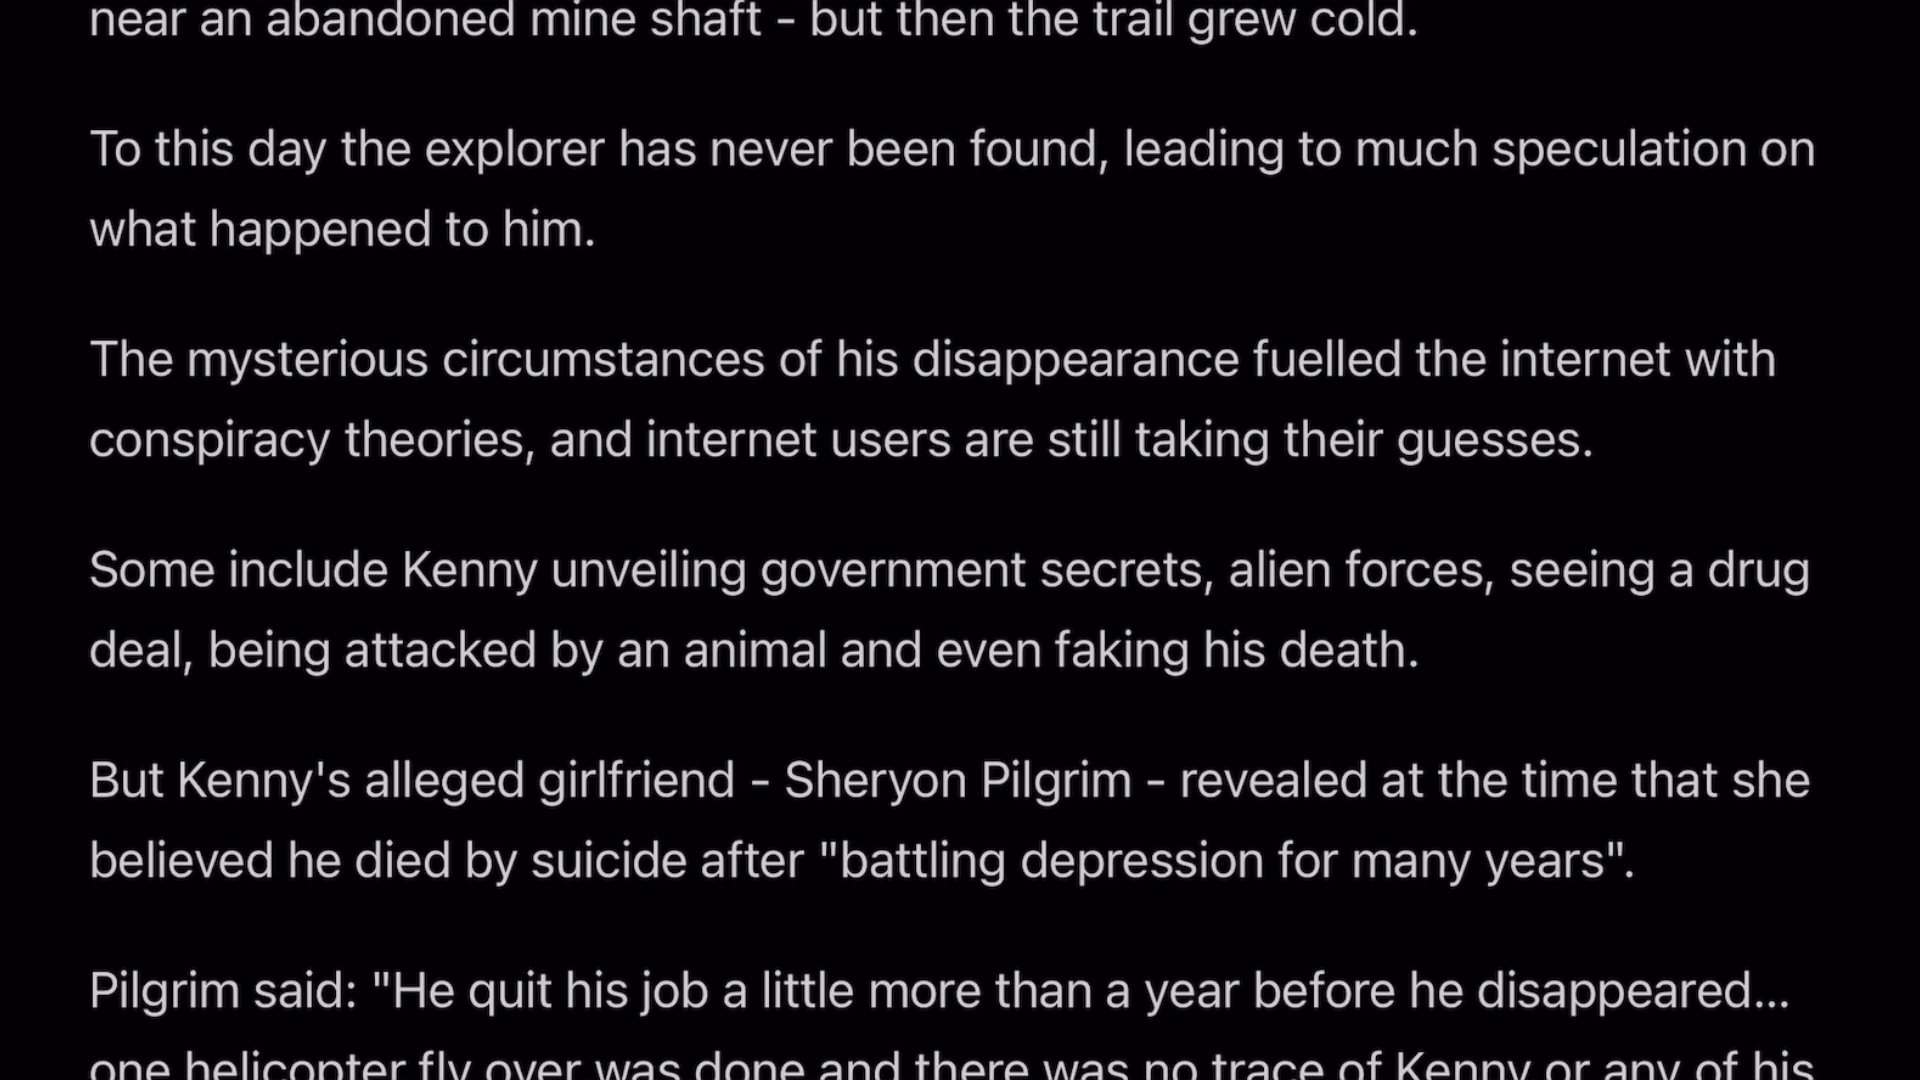 near an abandoned mine shaft - but then the trail grew cold.
To this day the explorer has never been found, leading to much speculation on
what happened to him.
The mysterious circumstances of his disappearance fuelled the internet with
conspiracy theories, and internet users are still taking their guesses.
Some include Kenny unveiling government secrets, alien forces, seeing a drug
deal, being attacked by an animal and even faking his death.
But Kenny's alleged girlfriend - Sheryon Pilgrim - revealed at the time that she
believed he died by suicide after "battling depression for many years".
Pilgrim said: "He quit his job a little more than a year before he disappeared...
one helicopter fly over was done and there was no trace of Kenny or any of his